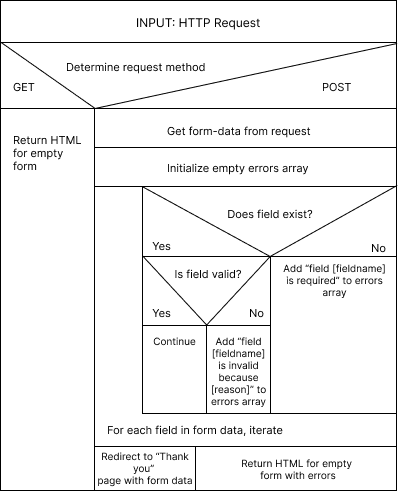 INPUT: HTTP Request
Determine request method
GET
POST
Return HTML
for empty
form
Get form-data from request
Initialize empty errors array
Does field exist?
Yes
No
Is field valid?
Yes
No
Add “field [fieldname]
is required” to errors
array
Continue
Add “field
[fieldname]
is invalid
because
[reason]” to
errors array
For each field in form data, iterate
Redirect to “Thank
you”
page with form data
Return HTML for empty
form with errors